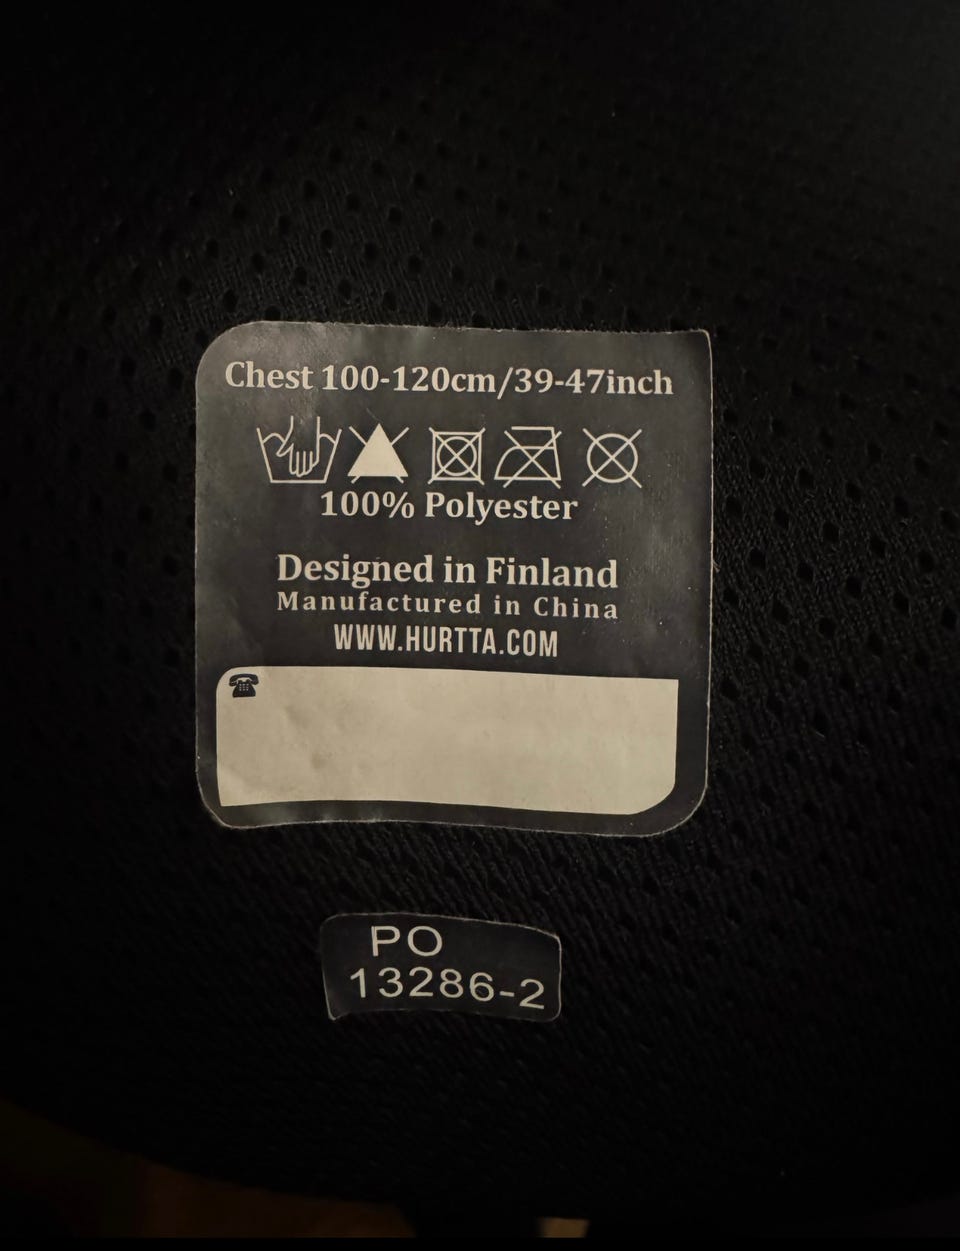 Chest 100-120cm/39-47inch
100% Polyester
Designed in Finland
Manufactured in China
WWW.HURTTA.COM
PO
13286-2